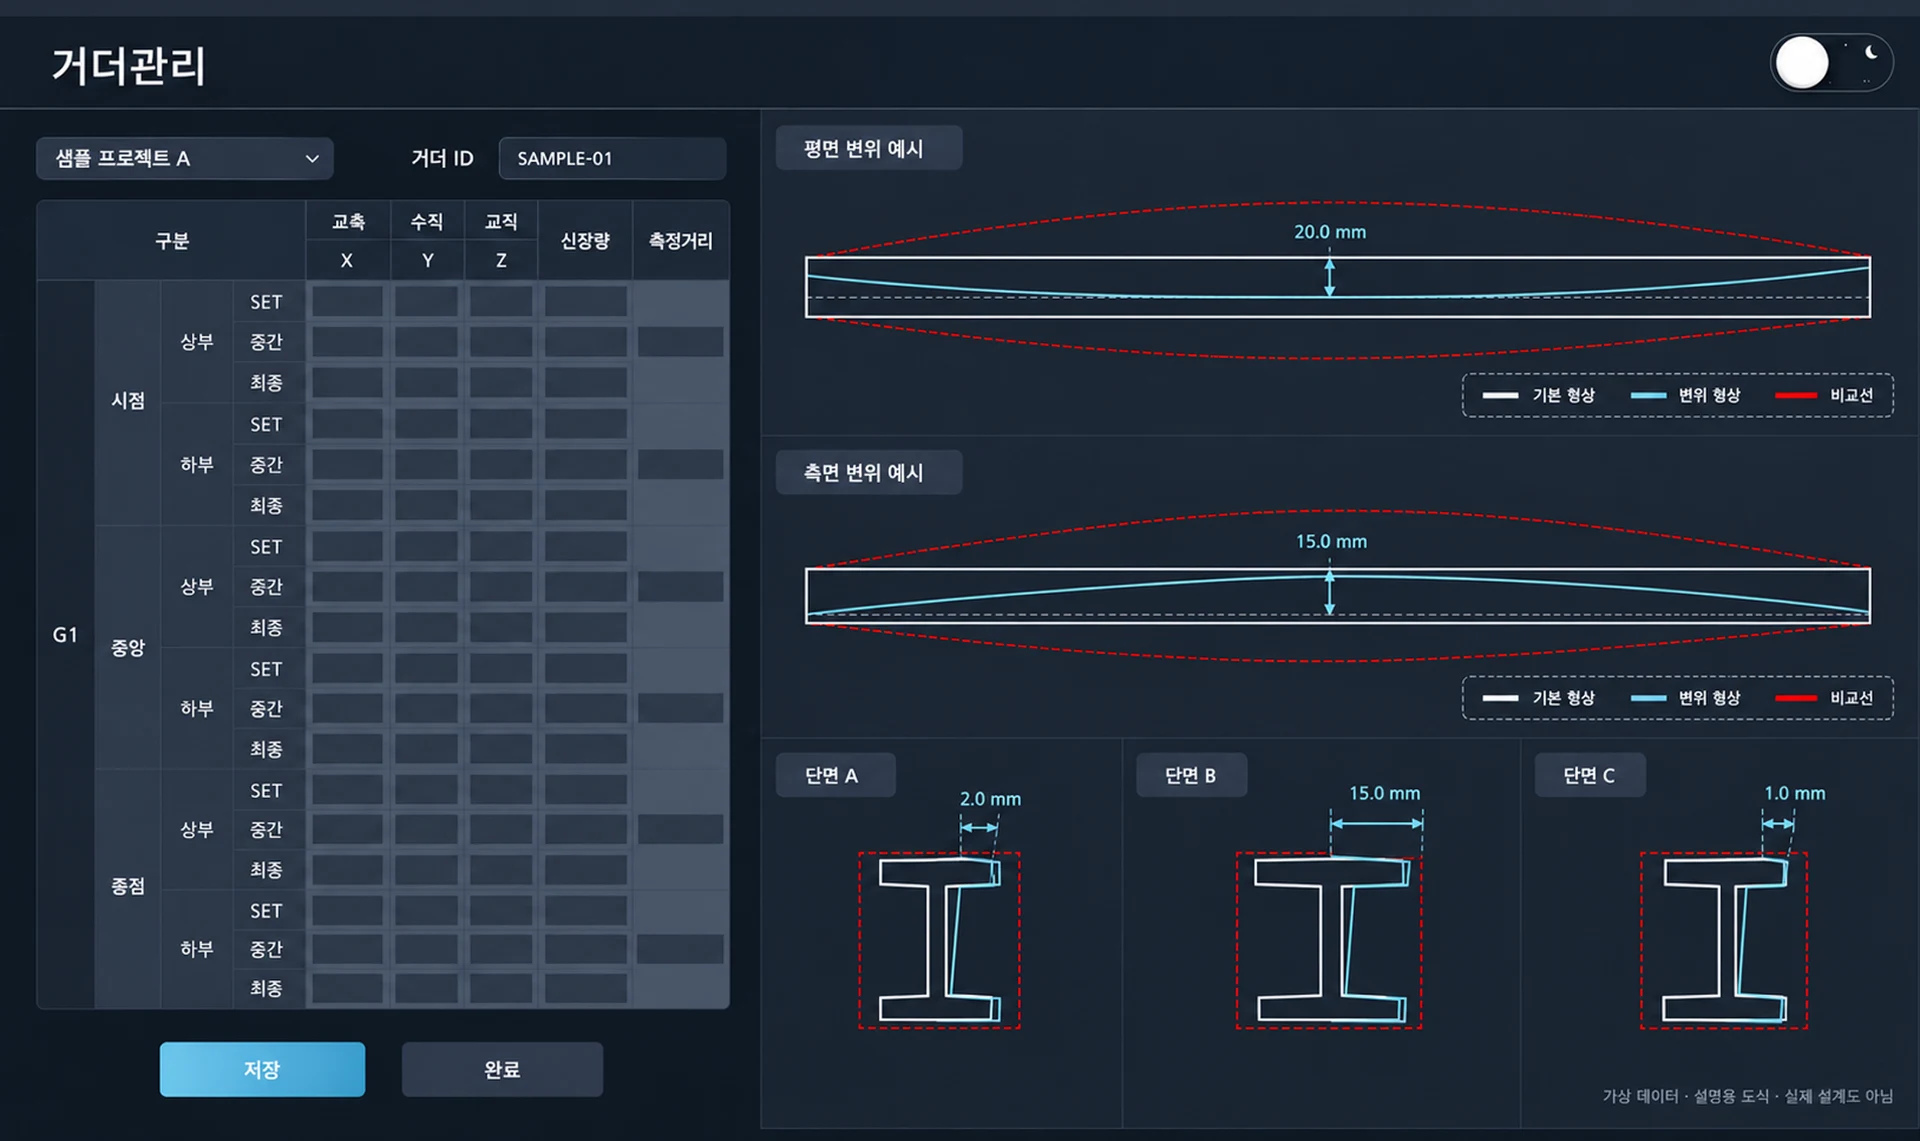 거더관리
샘플 프로젝트 A
거더 ID
SAMPLE-01
구분
교축
수직
교직
신장량
측정거리
X
Y
Z
G1
시점
상부
SET
중간
최종
하부
SET
중간
최종
중앙
상부
SET
중간
최종
하부
SET
중간
최종
종점
상부
SET
중간
최종
하부
SET
중간
최종
저장
완료
평면 변위 예시
20.0 mm
기본 형상
변위 형상
비교선
측면 변위 예시
15.0 mm
기본 형상
변위 형상
비교선
단면 A
2.0 mm
단면 B
15.0 mm
단면 C
1.0 mm
가상 데이터 · 설명용 도식 · 실제 설계도 아님